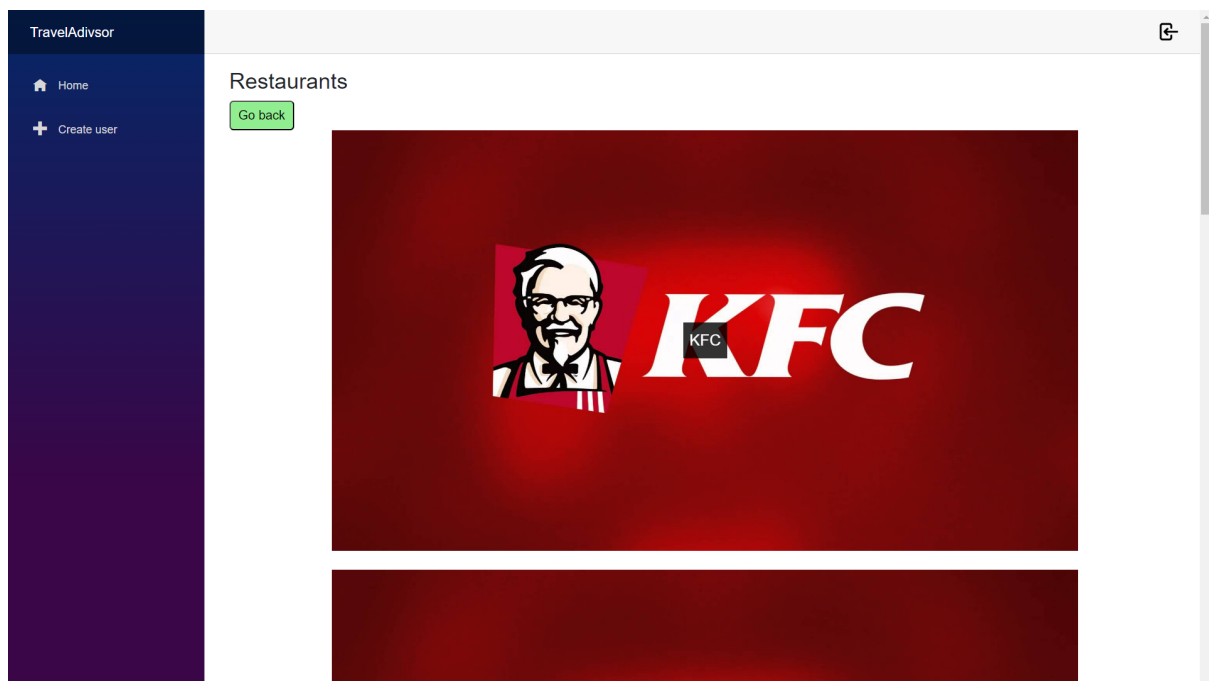 TravelAdivsor
Home
Create user
Restaurants
Go back
KFC
KFC